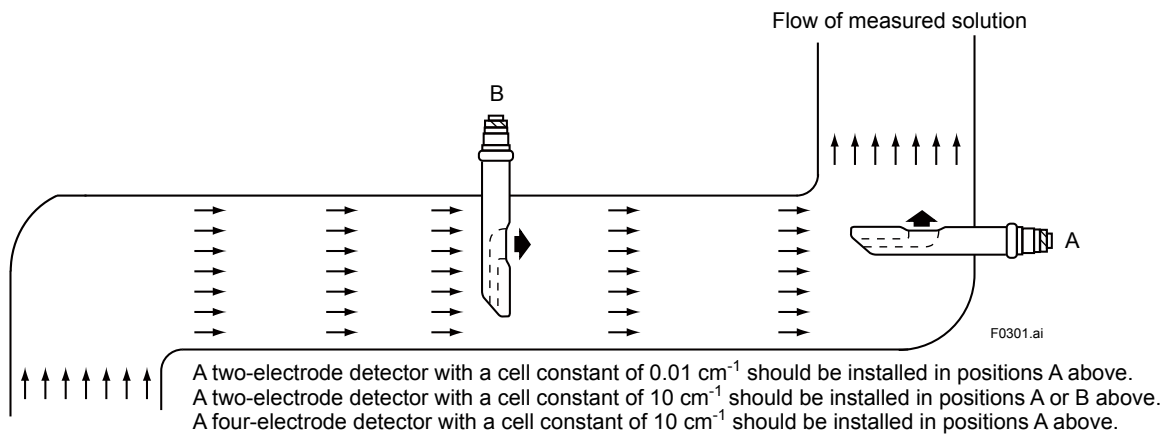 Flow of measured solution
B
A
F0301.ai
A two-electrode detector with a cell constant of 0.01 cm⁻¹ should be installed in positions A above.
A two-electrode detector with a cell constant of 10 cm⁻¹ should be installed in positions A or B above.
A four-electrode detector with a cell constant of 10 cm⁻¹ should be installed in positions A above.